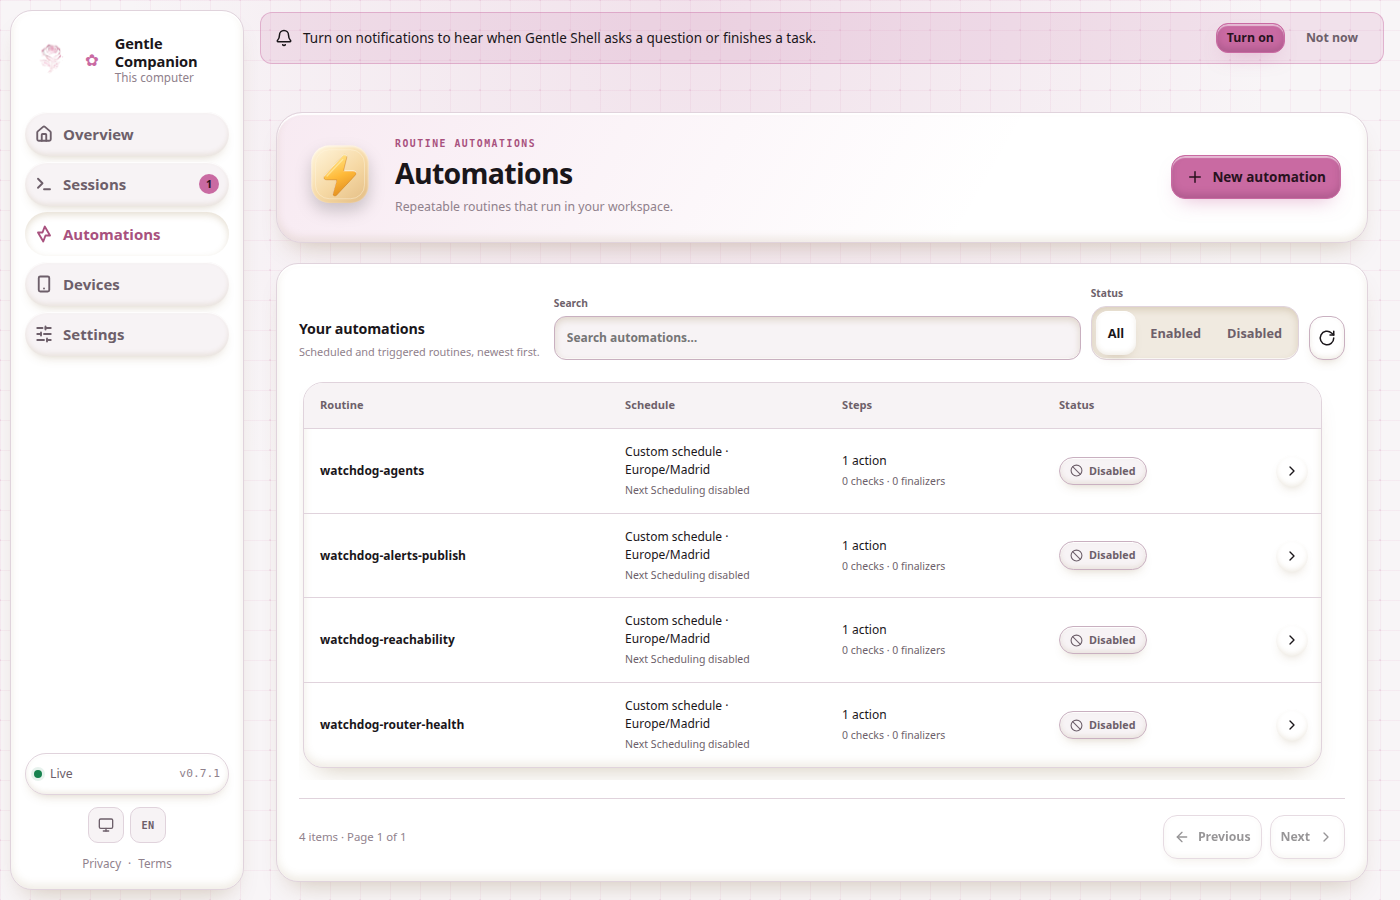 Gentle
Companion
This computer
Overview
Sessions
1
Automations
Devices
Settings
Live
v0.7.1
EN
Privacy · Terms
Turn on notifications to hear when Gentle Shell asks a question or finishes a task.
Turn on
Not now
ROUTINE AUTOMATIONS
Automations
Repeatable routines that run in your workspace.
New automation
Your automations
Scheduled and triggered routines, newest first.
Search
Search automations...
Status
All
Enabled
Disabled
Routine
Schedule
Steps
Status
watchdog-agents
Custom schedule ·
Europe/Madrid
Next Scheduling disabled
1 action
0 checks · 0 finalizers
Disabled
watchdog-alerts-publish
Custom schedule ·
Europe/Madrid
Next Scheduling disabled
1 action
0 checks · 0 finalizers
Disabled
watchdog-reachability
Custom schedule ·
Europe/Madrid
Next Scheduling disabled
1 action
0 checks · 0 finalizers
Disabled
watchdog-router-health
Custom schedule ·
Europe/Madrid
Next Scheduling disabled
1 action
0 checks · 0 finalizers
Disabled
4 items · Page 1 of 1
Previous
Next